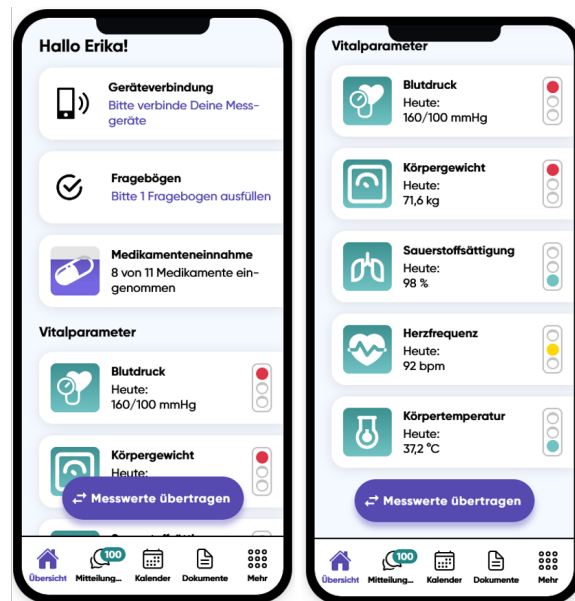 Hallo Erika!
Geräteverbindung
Bitte verbinde Deine Mess-
geräte
Fragebögen
Bitte 1 Fragebogen ausfüllen
Medikamenteneinnahme
8 von 11 Medikamente ein-
genommen
Vitalparameter
Blutdruck
Heute:
160/100 mmHg
Körpergewicht
Heute:
Messwerte übertragen
100
Übersicht
Mitteilung...
Kalender
Dokumente
Mehr
Vitalparameter
Blutdruck
Heute:
160/100 mmHg
Körpergewicht
Heute:
71,6 kg
Sauerstoffsättigung
Heute:
98 %
Herzfrequenz
Heute:
92 bpm
Körpertemperatur
Heute:
37,2 °C
Messwerte übertragen
100
Übersicht
Mitteilung...
Kalender
Dokumente
Mehr